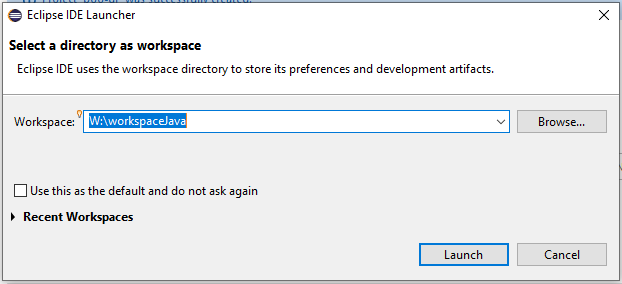 Eclipse IDE Launcher
Select a directory as workspace
Eclipse IDE uses the workspace directory to store its preferences and development artifacts.
Workspace: W:\workspaceJava Browse...
Use this as the default and do not ask again
Recent Workspaces
Launch Cancel